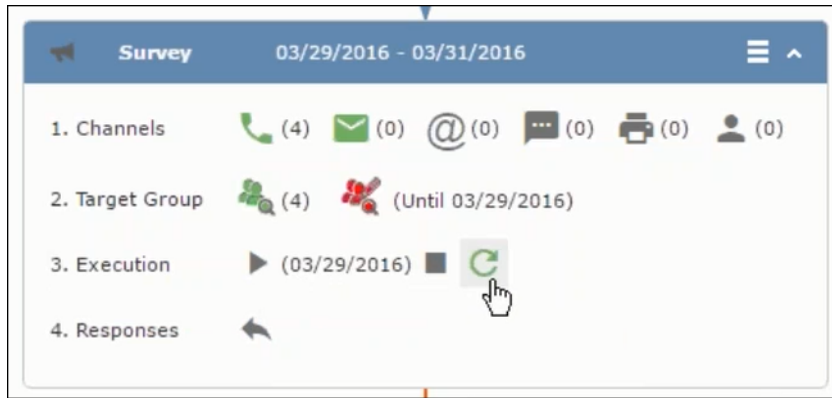 Survey 03/29/2016 - 03/31/2016
1. Channels (4) (0) @ (0) (0) (0) (0)
2. Target Group (4) (Until 03/29/2016)
3. Execution (03/29/2016)
4. Responses